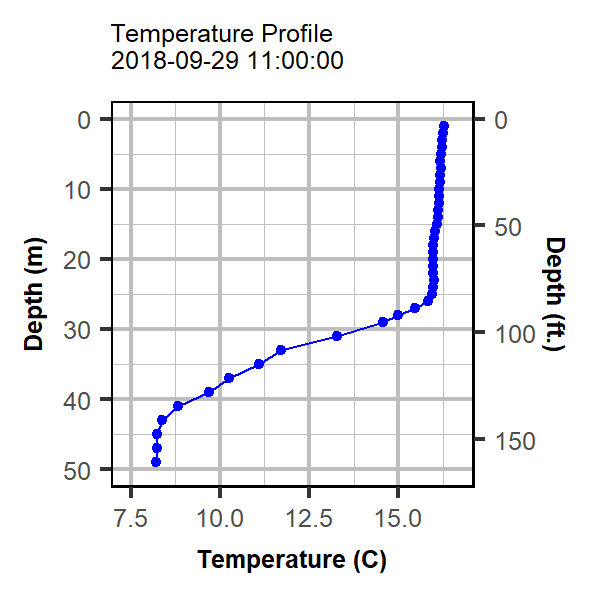 Temperature Profile
2018-09-29 11:00:00
0
10
20
30
40
50
Depth (m)
0
50
100
150
Depth (ft.)
7.5 10.0 12.5 15.0
Temperature (C)